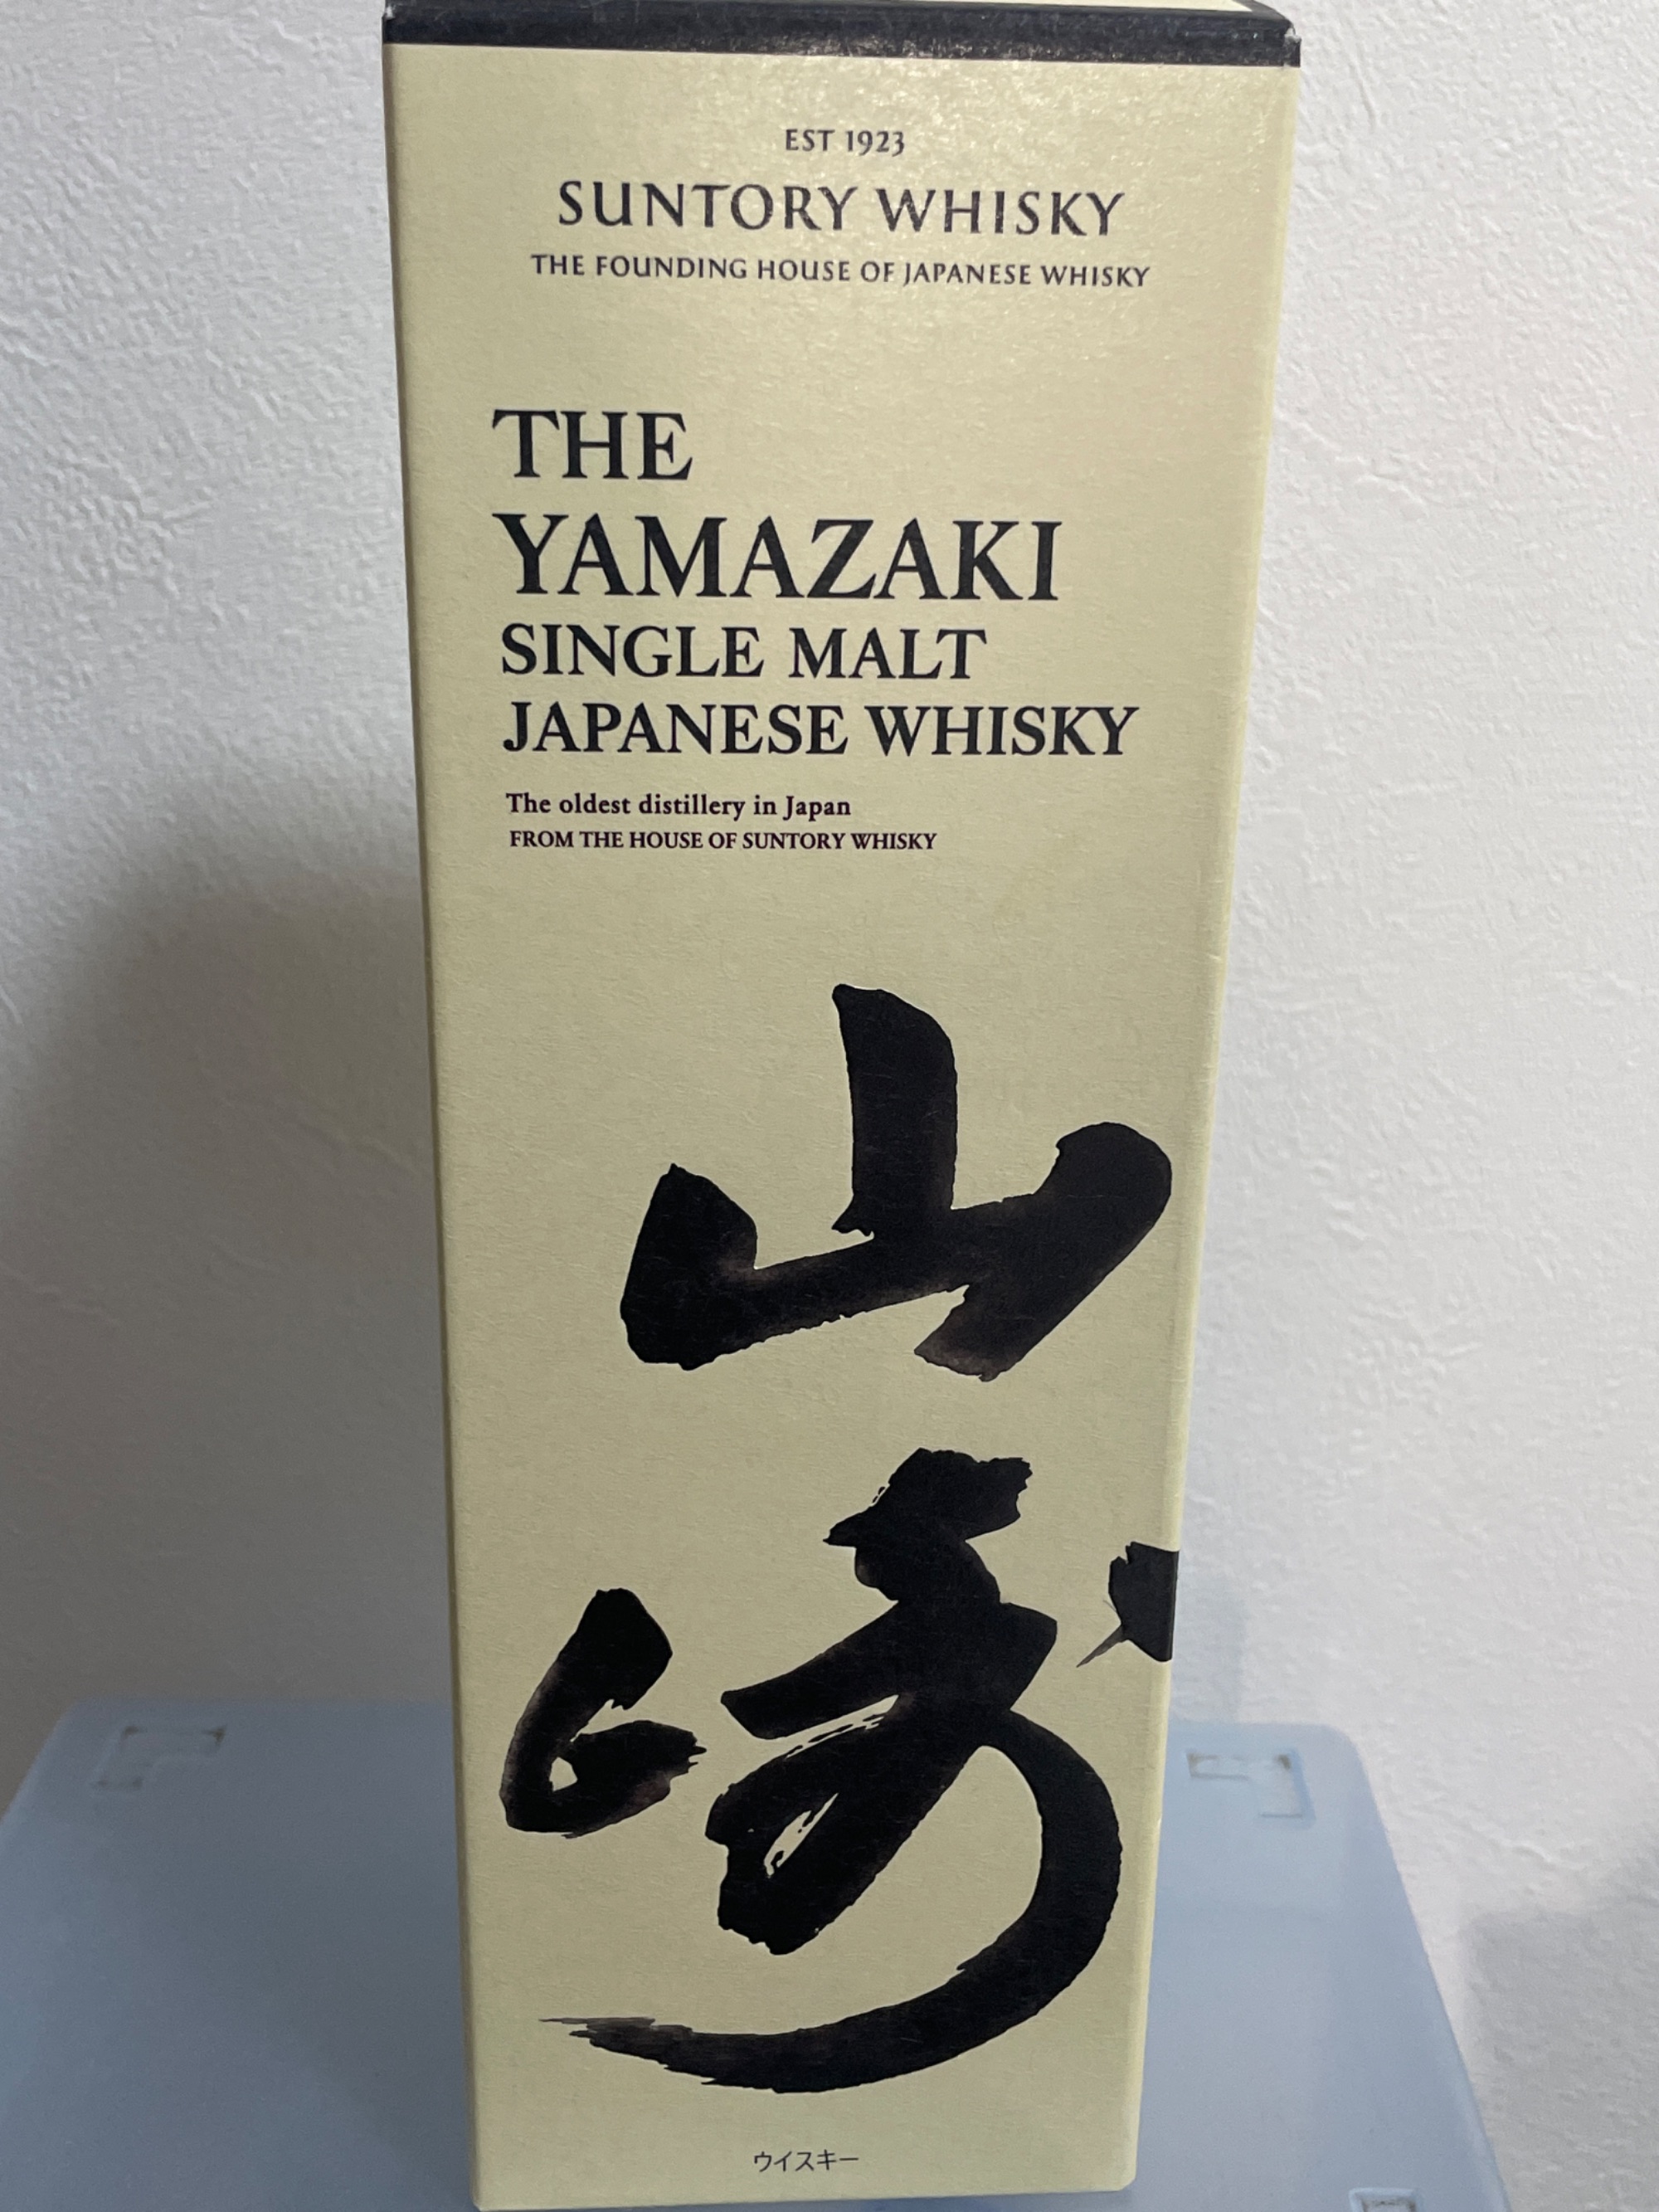 EST 1923
SUNTORY WHISKY
THE FOUNDING HOUSE OF JAPANESE WHISKY
THE
YAMAZAKI
SINGLE MALT
JAPANESE WHISKY
The oldest distillery in Japan
FROM THE HOUSE OF SUNTORY WHISKY
山
崎
ウイスキー